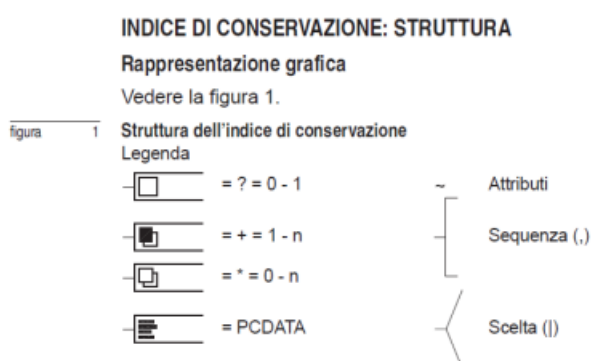 INDICE DI CONSERVAZIONE: STRUTTURA
Rappresentazione grafica
Vedere la figura 1.
figura 1 Struttura dell'indice di conservazione
Legenda
= ? = 0 - 1 ~ Attributi
= + = 1 - n Sequenza (,)
= * = 0 - n
= PCDATA Scelta (|)